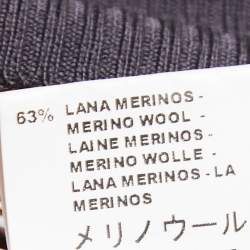 63% LANA MERINOS -
MERINO WOOL -
LAINE MERINOS -
MERINO WOLLE -
LANA MERINOS - LA
MERINOS
メリノウール